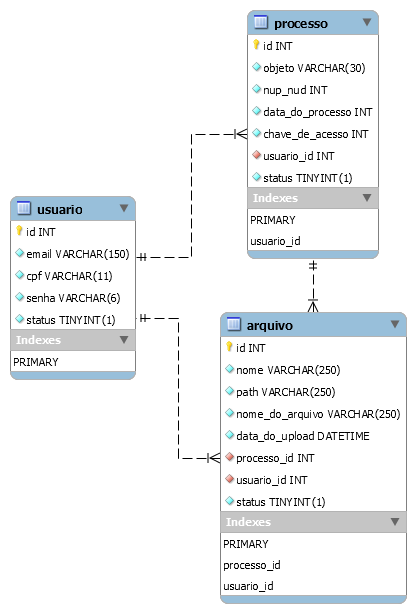 processo
id INT
objeto VARCHAR(30)
nup_nud INT
data_do_processo INT
chave_de_acesso INT
usuario_id INT
status TINYINT(1)
Indexes
PRIMARY
usuario_id
usuario
id INT
email VARCHAR(150)
cpf VARCHAR(11)
senha VARCHAR(6)
status TINYINT(1)
Indexes
PRIMARY
arquivo
id INT
nome VARCHAR(250)
path VARCHAR(250)
nome_do_arquivo VARCHAR(250)
data_do_upload DATETIME
processo_id INT
usuario_id INT
status TINYINT(1)
Indexes
PRIMARY
processo_id
usuario_id